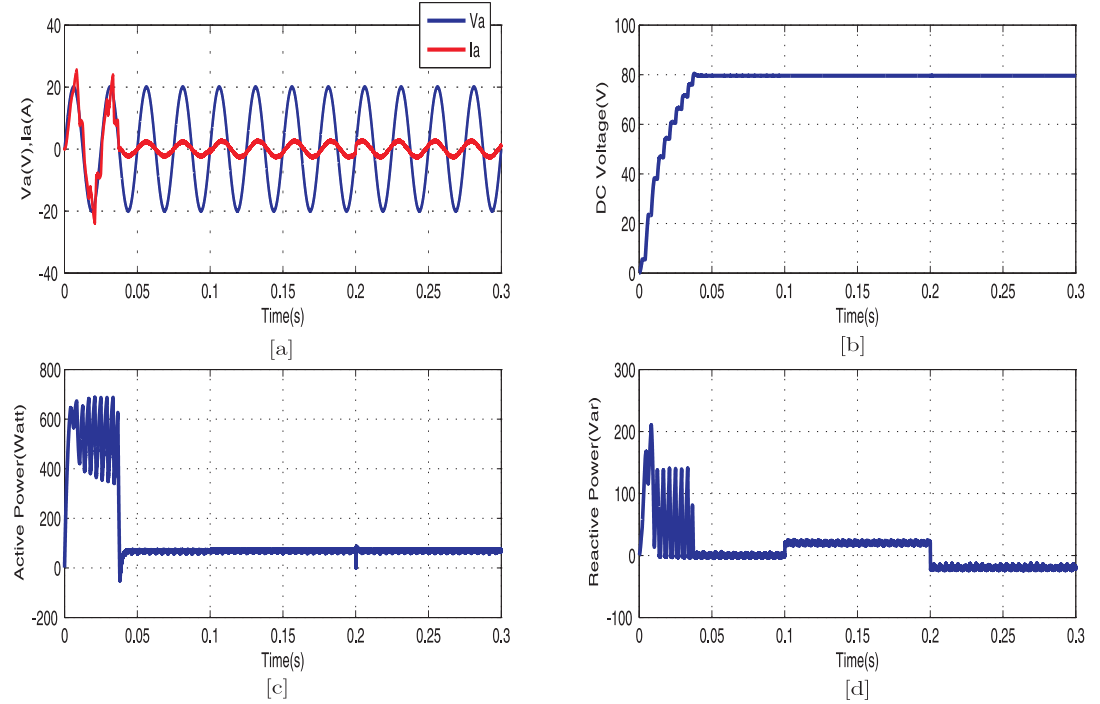 Va
Ia
Va(V),Ia(A)
40
20
0
-20
-40
0 0.05 0.1 0.15 0.2 0.25 0.3
Time(s)
[a]
DC Voltage(V)
100
80
60
40
20
0
0 0.05 0.1 0.15 0.2 0.25 0.3
Time(s)
[b]
Active Power(Watt)
800
600
400
200
0
-200
0 0.05 0.1 0.15 0.2 0.25 0.3
Time(s)
[c]
Reactive Power(Var)
300
200
100
0
-100
0 0.05 0.1 0.15 0.2 0.25 0.3
Time(s)
[d]